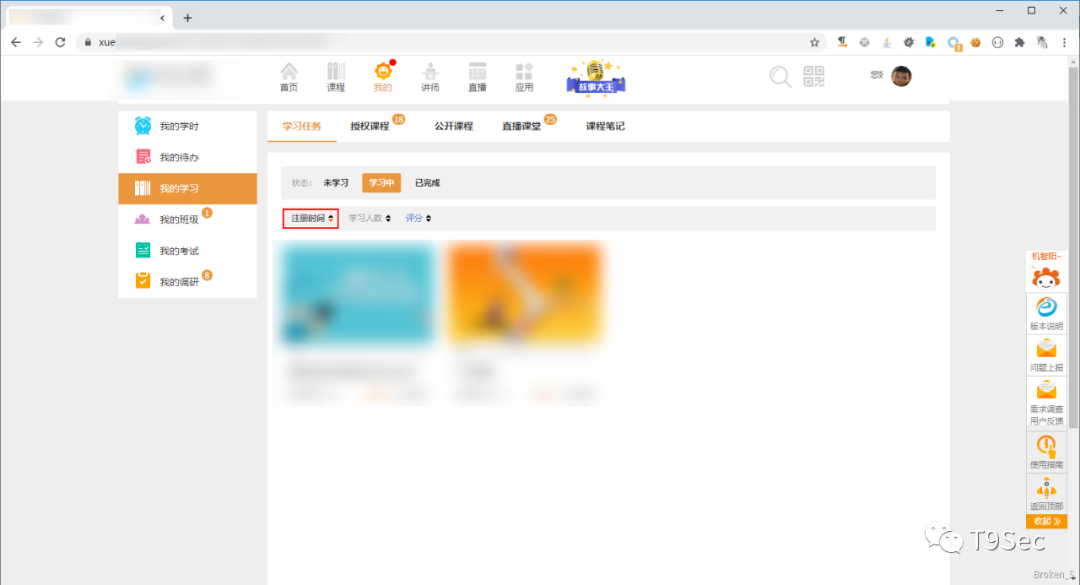 xue
首页 课程 我的 讲师 直播 应用 故事大王
我的学时
我的待办
我的学习
我的班级 1
我的考试
我的调研 6
学习任务 授权课程 18 公开课程 直播课堂 25 课程笔记
状态: 未学习 学习中 已完成
注册时间 学习人数 评分
版本说明
问题上报
需求调查
用户反馈
使用指南
返回顶部
收起 »
T9Sec